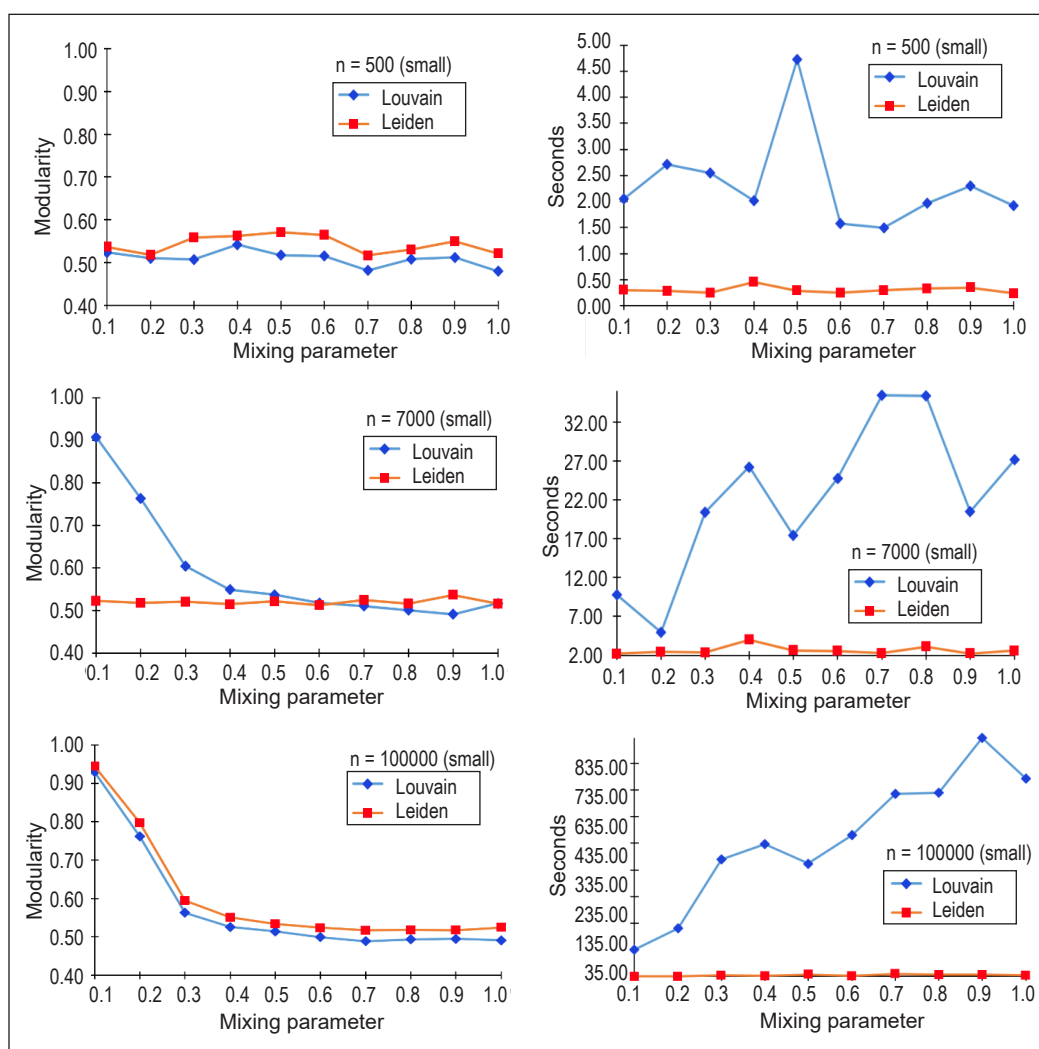 1.00
0.90
0.80
0.70
0.60
0.50
0.40
Modularity
n = 500 (small)
Louvain
Leiden
0.1 0.2 0.3 0.4 0.5 0.6 0.7 0.8 0.9 1.0
Mixing parameter
5.00
4.50
4.00
3.50
3.00
2.50
2.00
1.50
1.00
0.50
0.00
Seconds
n = 500 (small)
Louvain
Leiden
0.1 0.2 0.3 0.4 0.5 0.6 0.7 0.8 0.9 1.0
Mixing parameter
1.00
0.90
0.80
0.70
0.60
0.50
0.40
Modularity
n = 7000 (small)
Louvain
Leiden
0.1 0.2 0.3 0.4 0.5 0.6 0.7 0.8 0.9 1.0
Mixing parameter
32.00
27.00
22.00
17.00
12.00
7.00
2.00
Seconds
n = 7000 (small)
Louvain
Leiden
0.1 0.2 0.3 0.4 0.5 0.6 0.7 0.8 0.9 1.0
Mixing parameter
1.00
0.90
0.80
0.70
0.60
0.50
0.40
Modularity
n = 100000 (small)
Louvain
Leiden
0.1 0.2 0.3 0.4 0.5 0.6 0.7 0.8 0.9 1.0
Mixing parameter
835.00
735.00
635.00
435.00
335.00
235.00
135.00
35.00
Seconds
n = 100000 (small)
Louvain
Leiden
0.1 0.2 0.3 0.4 0.5 0.6 0.7 0.8 0.9 1.0
Mixing parameter